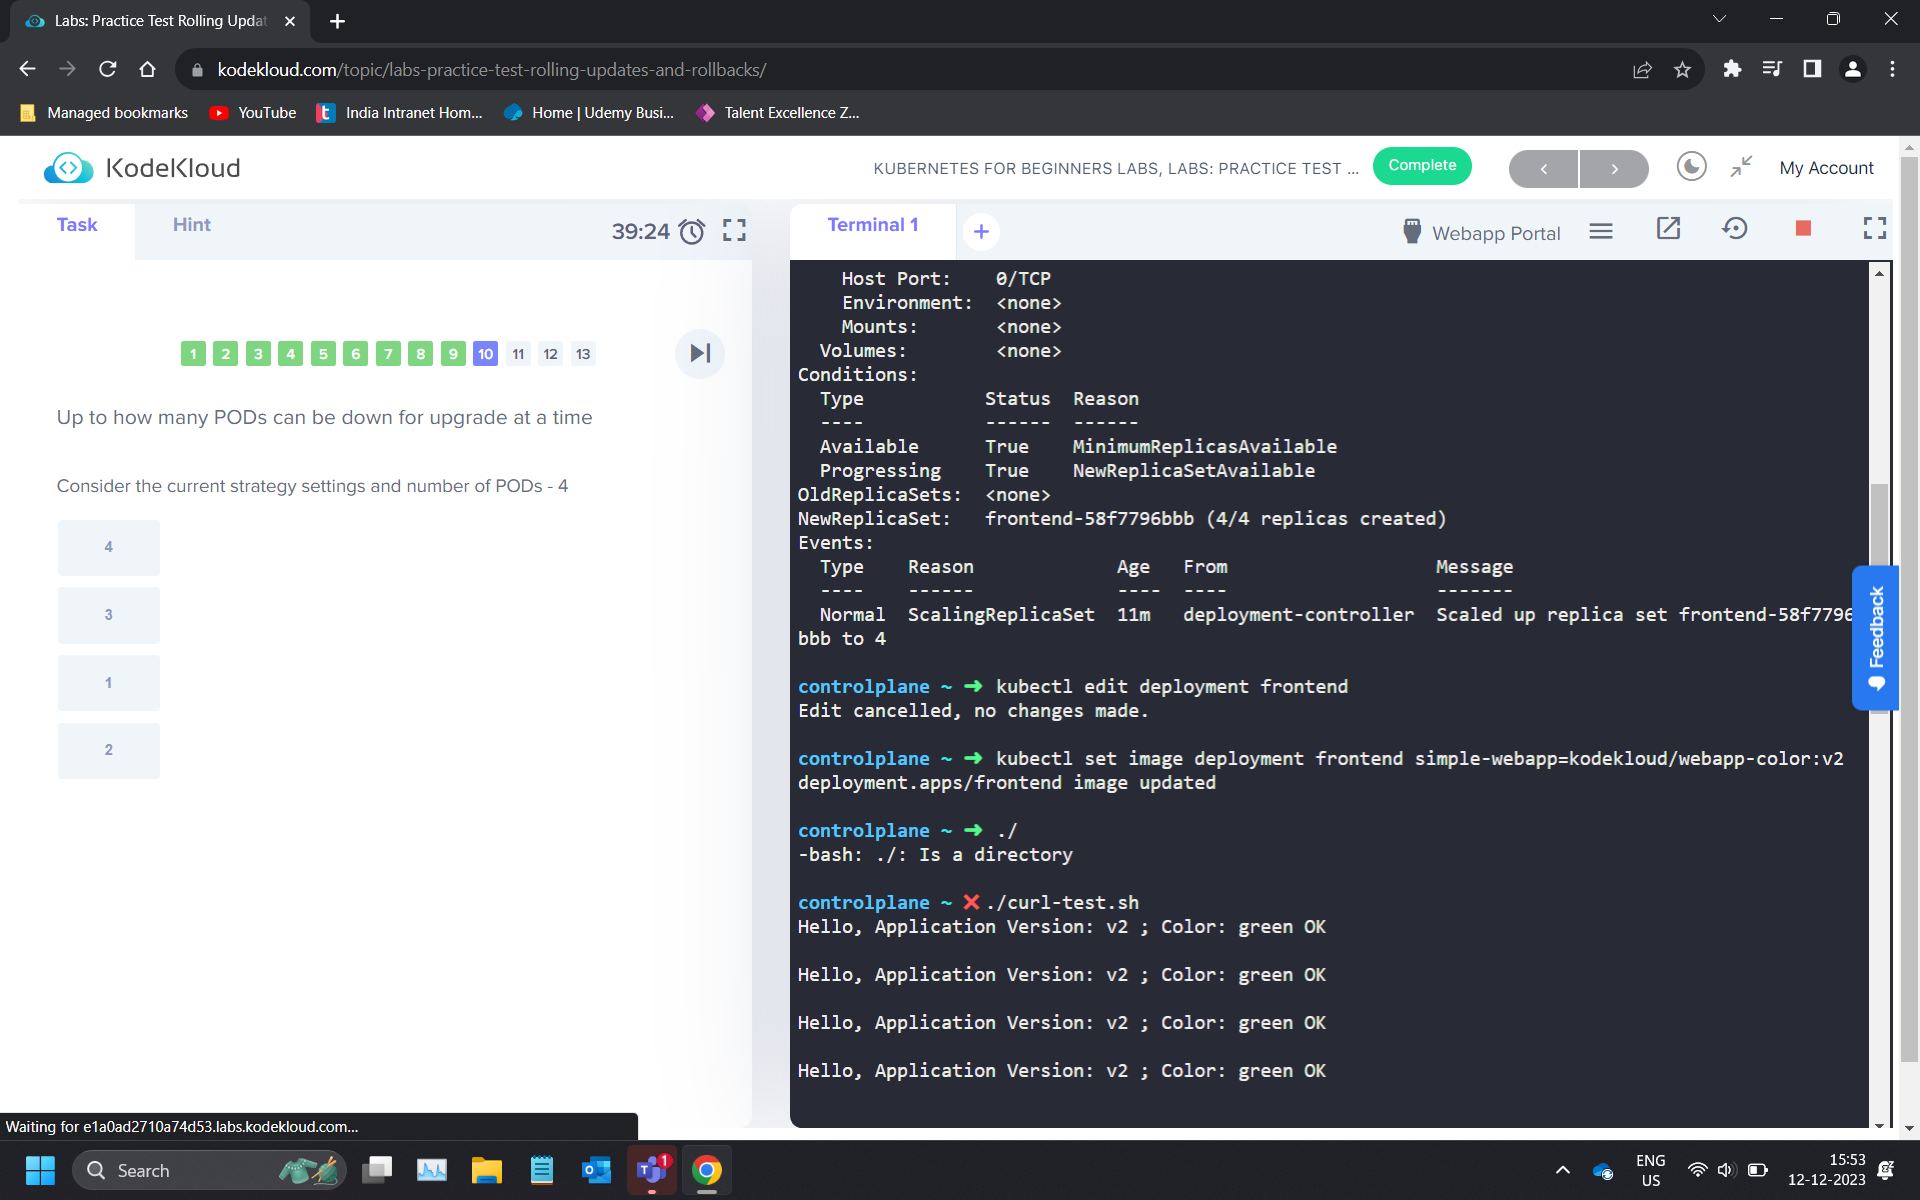 Labs: Practice Test Rolling Updat
kodekloud.com/topic/labs-practice-test-rolling-updates-and-rollbacks/
Managed bookmarks
YouTube
India Intranet Hom...
Home | Udemy Busi...
Talent Excellence Z...
KodeKloud
KUBERNETES FOR BEGINNERS LABS, LABS: PRACTICE TEST ...
Complete
My Account
Task
Hint
39:24
Terminal 1
+
Webapp Portal
1 2 3 4 5 6 7 8 9 10 11 12 13
Up to how many PODs can be down for upgrade at a time
Consider the current strategy settings and number of PODs - 4
4
3
1
2
Host Port: 0/TCP
Environment: <none>
Mounts: <none>
Volumes: <none>
Conditions:
Type Status Reason
---- ------ ------
Available True MinimumReplicasAvailable
Progressing True NewReplicaSetAvailable
OldReplicaSets: <none>
NewReplicaSet: frontend-58f7796bbb (4/4 replicas created)
Events:
Type Reason Age From Message
---- ------ ---- ---- -------
Normal ScalingReplicaSet 11m deployment-controller Scaled up replica set frontend-58f7796
bbb to 4
controlplane ~ ➜ kubectl edit deployment frontend
Edit cancelled, no changes made.
controlplane ~ ➜ kubectl set image deployment frontend simple-webapp=kodekloud/webapp-color:v2
deployment.apps/frontend image updated
controlplane ~ ➜ ./
-bash: ./: Is a directory
controlplane ~ ✖ ./curl-test.sh
Hello, Application Version: v2 ; Color: green OK
Hello, Application Version: v2 ; Color: green OK
Hello, Application Version: v2 ; Color: green OK
Hello, Application Version: v2 ; Color: green OK
Feedback
Waiting for e1a0ad2710a74d53.labs.kodekloud.com...
Search
1
ENG
US
15:53
12-12-2023